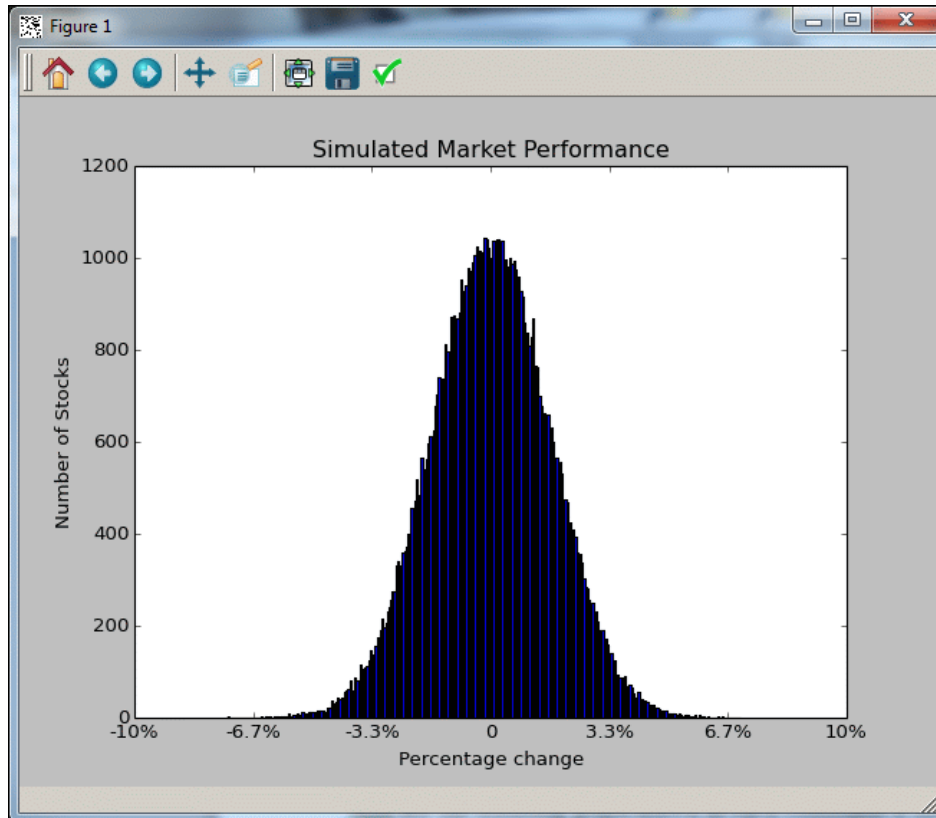 Figure 1
Simulated Market Performance
1200
1000
800
600
400
200
0
Number of Stocks
-10% -6.7% -3.3% 0 3.3% 6.7% 10%
Percentage change